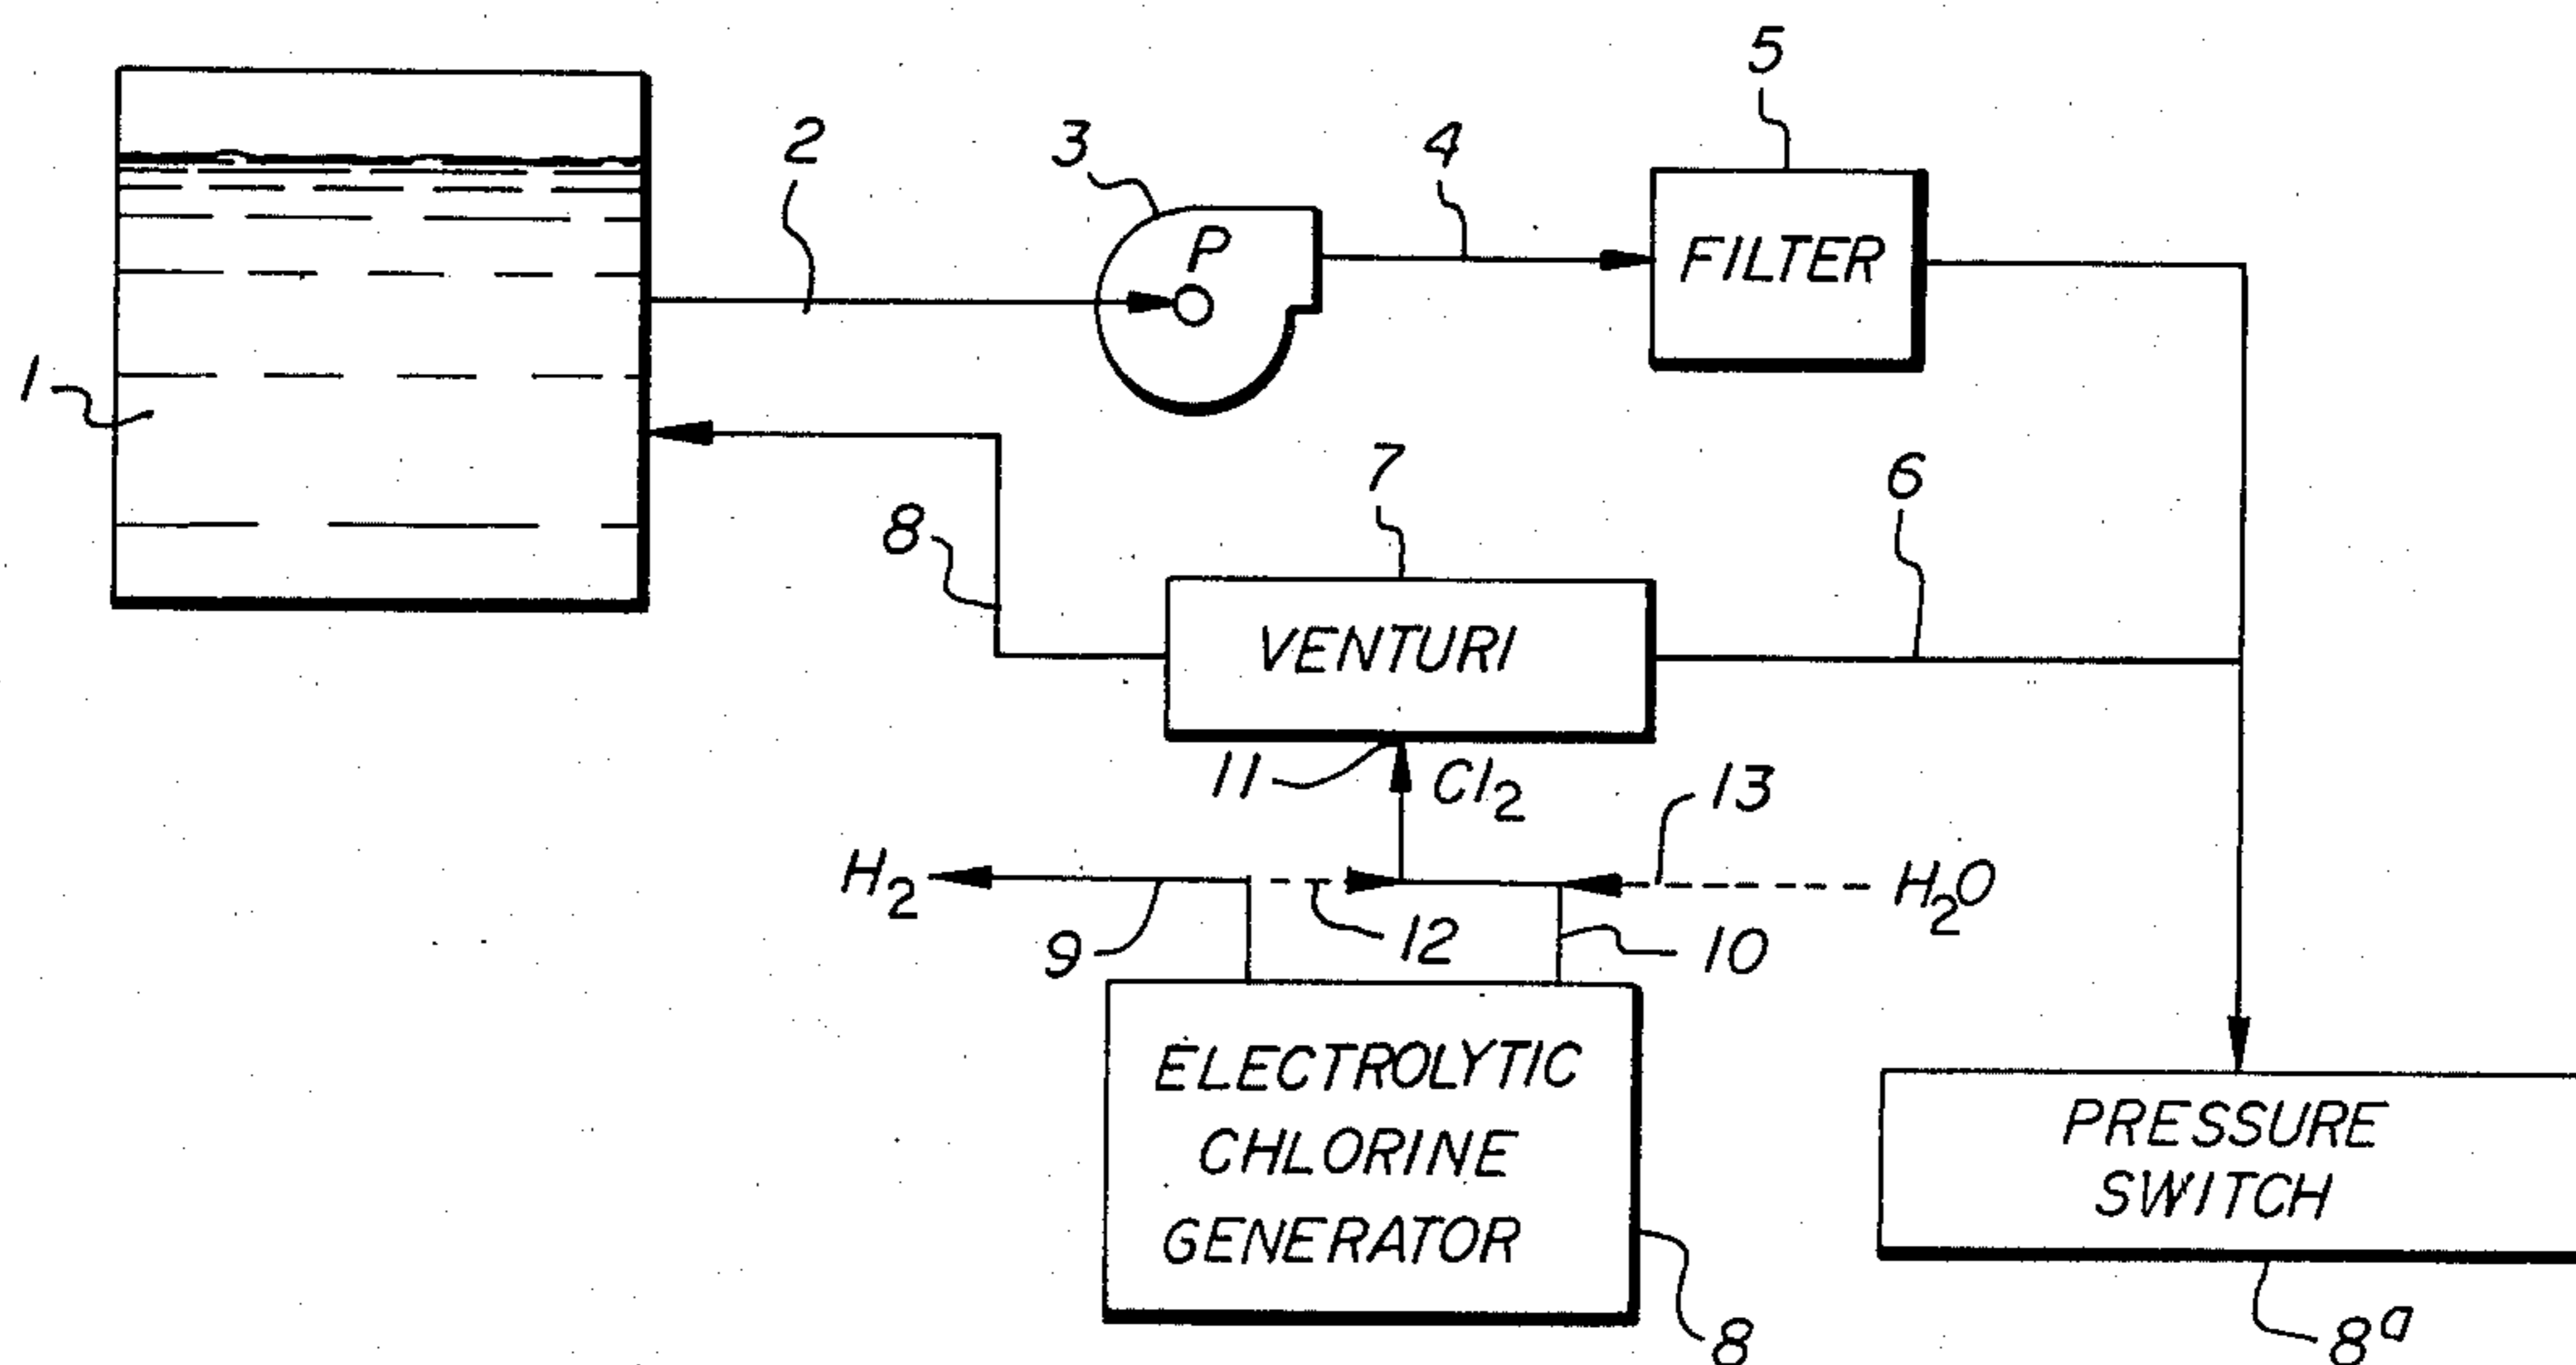 5
2
3
4
P
FILTER
1
7
6
8
VENTURI
11
Cl2
13
H2
H2O
9
12
10
ELECTROLYTIC
CHLORINE
GENERATOR
PRESSURE
SWITCH
8
8a